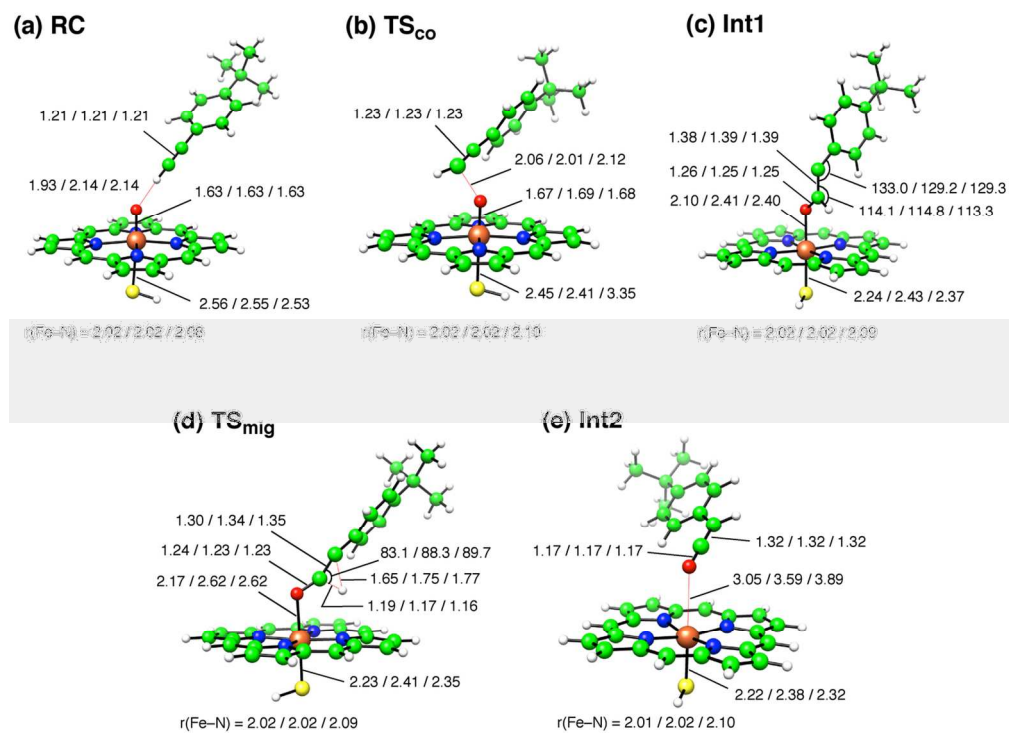 (a) RC
(b) TSco
(c) Int1
1.21 / 1.21 / 1.21
1.93 / 2.14 / 2.14
1.63 / 1.63 / 1.63
2.56 / 2.55 / 2.53
1.23 / 1.23 / 1.23
2.06 / 2.01 / 2.12
1.67 / 1.69 / 1.68
2.45 / 2.41 / 3.35
1.38 / 1.39 / 1.39
1.26 / 1.25 / 1.25
2.10 / 2.41 / 2.40
133.0 / 129.2 / 129.3
114.1 / 114.8 / 113.3
2.24 / 2.43 / 2.37
r(Fe–N) = 2.02 / 2.02 / 2.08
r(Fe–N) = 2.02 / 2.02 / 2.10
r(Fe–N) = 2.02 / 2.02 / 2.09
(d) TSmig
(e) Int2
1.30 / 1.34 / 1.35
1.24 / 1.23 / 1.23
2.17 / 2.62 / 2.62
83.1 / 88.3 / 89.7
1.65 / 1.75 / 1.77
1.19 / 1.17 / 1.16
2.23 / 2.41 / 2.35
r(Fe–N) = 2.02 / 2.02 / 2.09
1.17 / 1.17 / 1.17
1.32 / 1.32 / 1.32
3.05 / 3.59 / 3.89
2.22 / 2.38 / 2.32
r(Fe–N) = 2.01 / 2.02 / 2.10